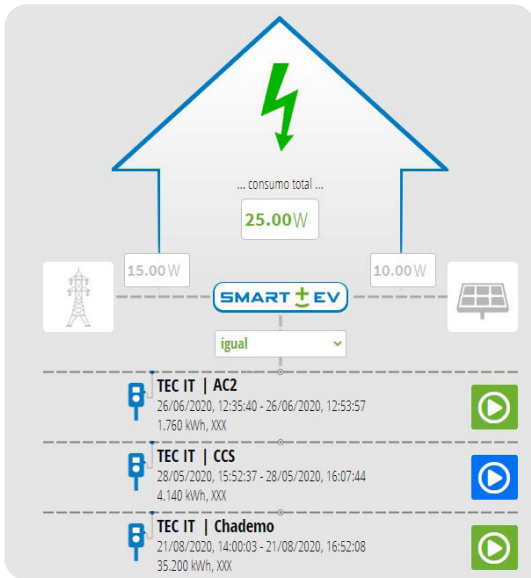 ... consumo total ...
25.00W
15.00W
10.00W
SMART ± EV
igual
TEC IT | AC2
26/06/2020, 12:35:40 - 26/06/2020, 12:53:57
1.760 kWh, XXX
TEC IT | CCS
28/05/2020, 15:52:37 - 28/05/2020, 16:07:44
4.140 kWh, XXX
TEC IT | Chademo
21/08/2020, 14:00:03 - 21/08/2020, 16:52:08
35.200 kWh, XXX